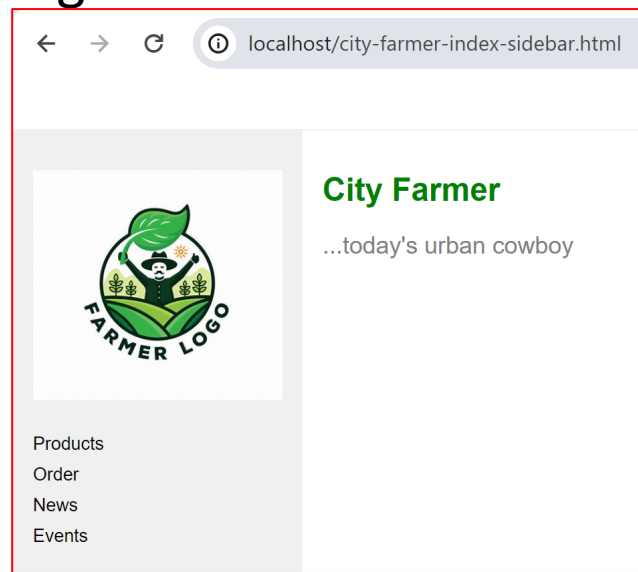 localhost/city-farmer-index-sidebar.html
City Farmer
...today's urban cowboy
FARMER LOGO
Products
Order
News
Events